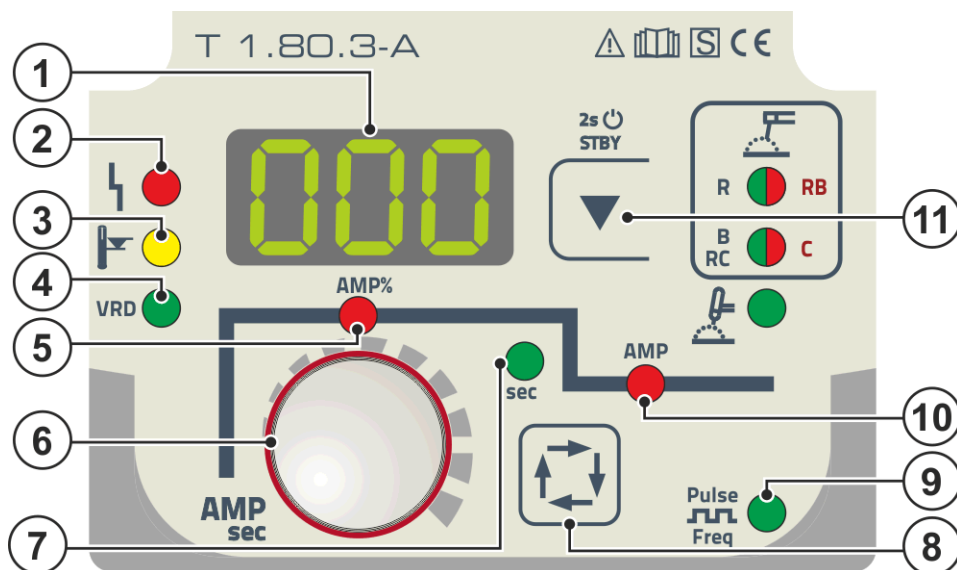 T 1.80.3-A S CE
1
2
3
4
5
6
7
8
9
10
11
000
2s
STBY
R RB
B
RC C
VRD
AMP%
AMP
sec
AMP
sec
Pulse
Freq